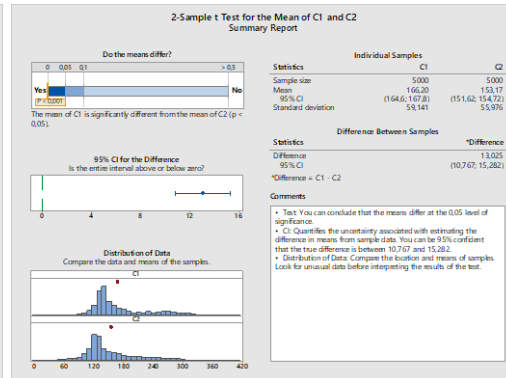 2-Sample t Test for the Mean of C1 and C2
Summary Report
Do the means differ?
0 0,05 0,1 > 0,5
Yes No
P < 0,001
The mean of C1 is significantly different from the mean of C2 (p <
0,05).
95% CI for the Difference
Is the entire interval above or below zero?
0 4 8 12 16
Distribution of Data
Compare the data and means of the samples.
C1
C2
0 60 120 180 240 300 360 420
Individual Samples
Statistics C1 C2
Sample size 5000 5000
Mean 166,20 153,17
95% CI (164,6; 167,8) (151,62; 154,72)
Standard deviation 59,141 55,976
Difference Between Samples
Statistics *Difference
Difference 13,025
95% CI (10,767; 15,282)
*Difference = C1 - C2
Comments
• Test: You can conclude that the means differ at the 0,05 level of
significance.
• CI: Quantifies the uncertainty associated with estimating the
difference in means from sample data. You can be 95% confident
that the true difference is between 10,767 and 15,282.
• Distribution of Data: Compare the location and means of samples.
Look for unusual data before interpreting the results of the test.